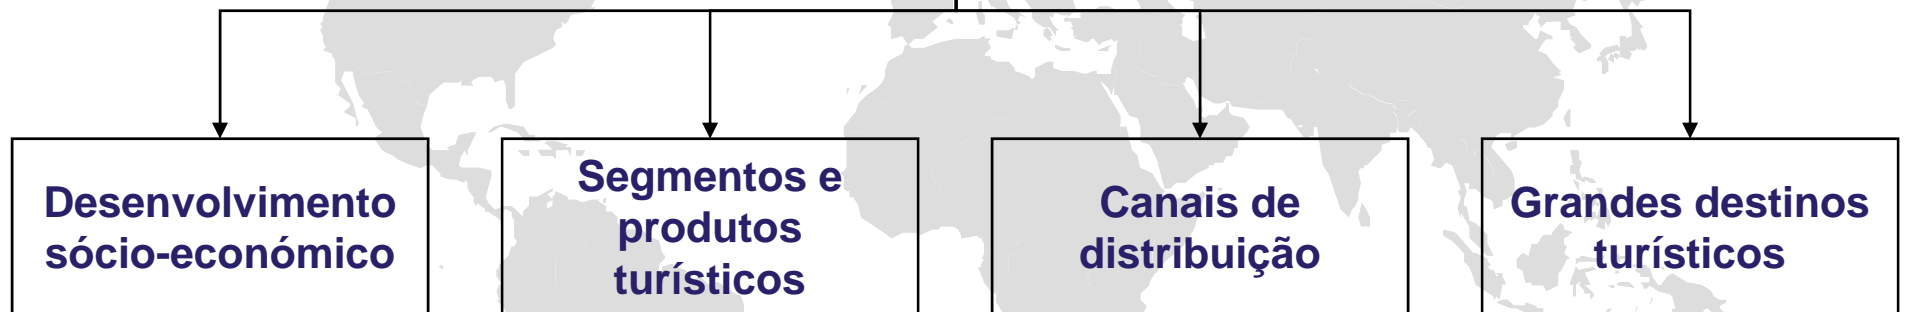 Desenvolvimento
sócio-económico
Segmentos e
produtos
turísticos
Canais de
distribuição
Grandes destinos
turísticos